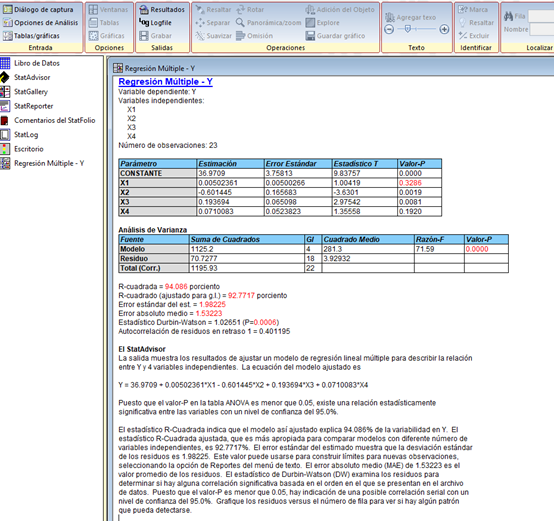 Diálogo de captura
Opciones de Análisis
Tablas/gráficas
Entrada
Ventanas
Tablas
Gráficas
Opciones
Resultados
Logfile
Grabar
Salidas
Resaltar
Rotar
Adición del Objeto
Separar
Panorámica/zoom
Explore
Suavizar
Omisión
Guardar gráfico
Operaciones
Agregar texto
Texto
Marca
Resaltar
Excluir
Identificar
Fila
Nombre
Localizar
Libro de Datos
StatAdvisor
StatGallery
StatReporter
Comentarios del StatFolio
StatLog
Escritorio
Regresión Múltiple - Y
Regresión Múltiple - Y
Regresión Múltiple - Y
Variable dependiente: Y
Variables independientes:
X1
X2
X3
X4
Número de observaciones: 23
Parámetro Estimación Error Estándar Estadístico T Valor-P
CONSTANTE 36.9709 3.75813 9.83757 0.0000
X1 0.00502361 0.00500266 1.00419 0.3286
X2 -0.601445 0.165683 -3.6301 0.0019
X3 0.193694 0.065098 2.97542 0.0081
X4 0.0710083 0.0523823 1.35558 0.1920
Análisis de Varianza
Fuente Suma de Cuadrados Gl Cuadrado Medio Razón-F Valor-P
Modelo 1125.2 4 281.3 71.59 0.0000
Residuo 70.7277 18 3.92932
Total (Corr.) 1195.93 22
R-cuadrada = 94.086 porciento
R-cuadrado (ajustado para g.l.) = 92.7717 porciento
Error estándar del est. = 1.98225
Error absoluto medio = 1.53223
Estadístico Durbin-Watson = 1.02651 (P=0.0006)
Autocorrelación de residuos en retraso 1 = 0.401195
El StatAdvisor
La salida muestra los resultados de ajustar un modelo de regresión lineal múltiple para describir la relación
entre Y y 4 variables independientes. La ecuación del modelo ajustado es
Y = 36.9709 + 0.00502361*X1 - 0.601445*X2 + 0.193694*X3 + 0.0710083*X4
Puesto que el valor-P en la tabla ANOVA es menor que 0.05, existe una relación estadísticamente
significativa entre las variables con un nivel de confianza del 95.0%.
El estadístico R-Cuadrada indica que el modelo así ajustado explica 94.086% de la variabilidad en Y. El
estadístico R-Cuadrada ajustada, que es más apropiada para comparar modelos con diferente número de
variables independientes, es 92.7717%. El error estándar del estimado muestra que la desviación estándar
de los residuos es 1.98225. Este valor puede usarse para construir límites para nuevas observaciones,
seleccionando la opción de Reportes del menú de texto. El error absoluto medio (MAE) de 1.53223 es el
valor promedio de los residuos. El estadístico de Durbin-Watson (DW) examina los residuos para
determinar si hay alguna correlación significativa basada en el orden en el que se presentan en el archivo
de datos. Puesto que el valor-P es menor que 0.05, hay indicación de una posible correlación serial con un
nivel de confianza del 95.0%. Grafique los residuos versus el número de fila para ver si hay algún patrón
que pueda detectarse.